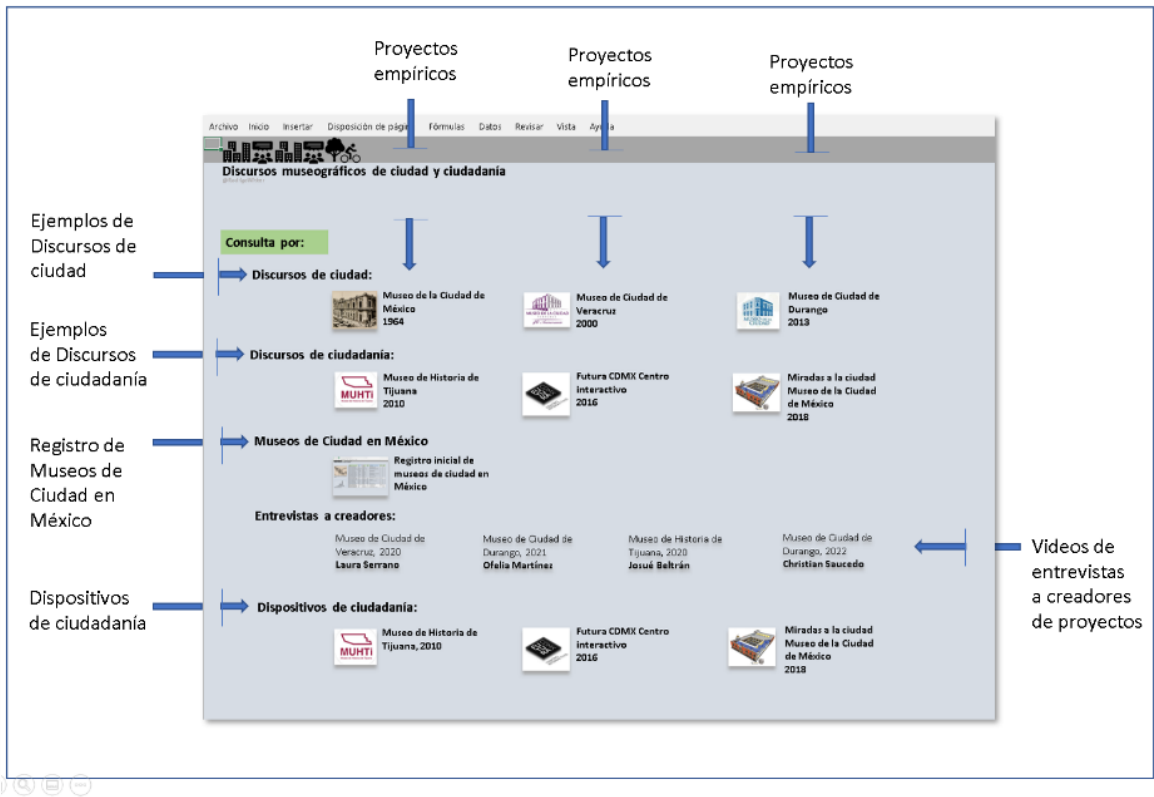 Proyectos
empíricos
Proyectos
empíricos
Proyectos
empíricos
Archivo Inicio Insertar Disposición de págin Fórmulas Datos Revisar Vista Ayuda
Discursos museográficos de ciudad y ciudadanía
Ejemplos de
Discursos de
ciudad
Consulta por:
Discursos de ciudad:
Museo de la Ciudad de
México
1964
Museo de Ciudad de
Veracruz
2000
Museo de Ciudad de
Durango
2013
Ejemplos
de Discursos
de ciudadanía
Discursos de ciudadanía:
MUHTi
Museo de Historia de
Tijuana
2010
Futura CDMX Centro
interactivo
2016
Miradas a la ciudad
Museo de la Ciudad
de México
2018
Registro de
Museos de
Ciudad en
México
Museos de Ciudad en México
Registro inicial de
museos de ciudad en
México
Entrevistas a creadores:
Museo de Ciudad de
Veracruz, 2020
Laura Serrano
Museo de Ciudad de
Durango, 2021
Ofelia Martínez
Museo de Historia de
Tijuana, 2020
Josué Beltrán
Museo de Ciudad de
Durango, 2022
Christian Saucedo
Videos de
entrevistas
a creadores
de proyectos
Dispositivos
de ciudadanía
Dispositivos de ciudadanía:
MUHTi
Museo de Historia de
Tijuana, 2010
Futura CDMX Centro
interactivo
2016
Miradas a la ciudad
Museo de la Ciudad
de México
2018